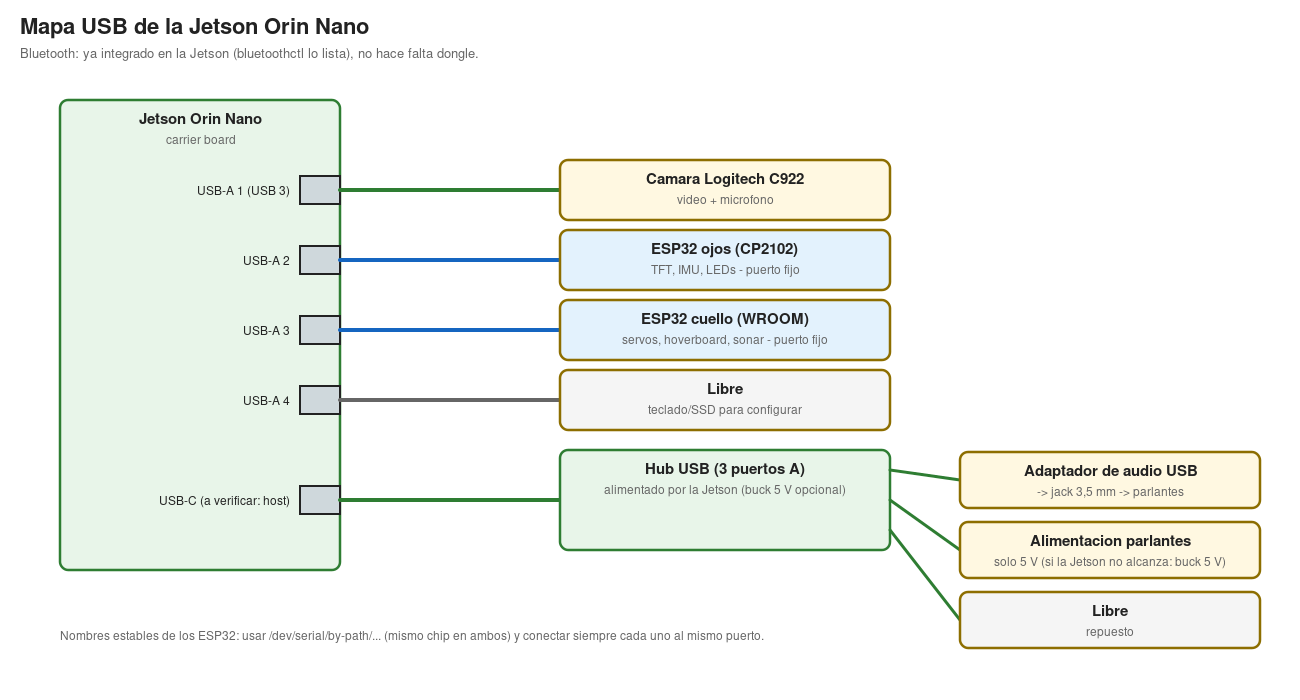 Mapa USB de la Jetson Orin Nano
Bluetooth: ya integrado en la Jetson (bluetoothctl lo lista), no hace falta dongle.
Jetson Orin Nano
carrier board
USB-A 1 (USB 3)
USB-A 2
USB-A 3
USB-A 4
USB-C (a verificar: host)
Camara Logitech C922
video + microfono
ESP32 ojos (CP2102)
TFT, IMU, LEDs - puerto fijo
ESP32 cuello (WROOM)
servos, hoverboard, sonar - puerto fijo
Libre
teclado/SSD para configurar
Hub USB (3 puertos A)
alimentado por la Jetson (buck 5 V opcional)
Adaptador de audio USB
-> jack 3,5 mm -> parlantes
Alimentacion parlantes
solo 5 V (si la Jetson no alcanza: buck 5 V)
Libre
repuesto
Nombres estables de los ESP32: usar /dev/serial/by-path/... (mismo chip en ambos) y conectar siempre cada uno al mismo puerto.